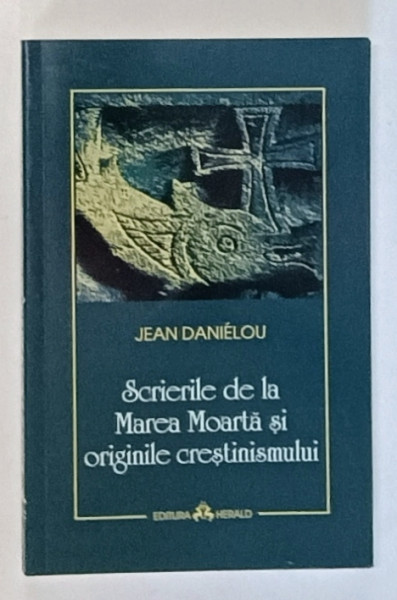 JEAN DANIÉLOU
Scrierile de la
Marea Moartă și
originile creștinismului
EDITURA HERALD